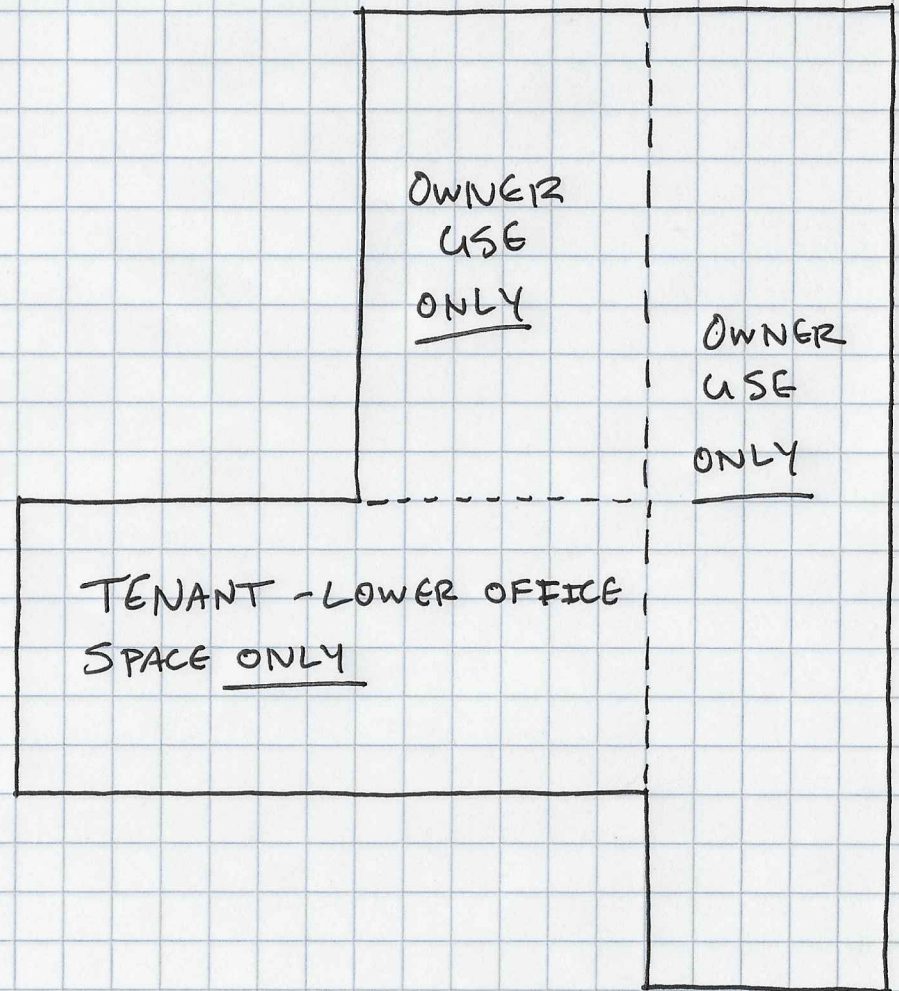 OWNER
USE
ONLY
OWNER
USE
ONLY
TENANT - LOWER OFFICE
SPACE ONLY